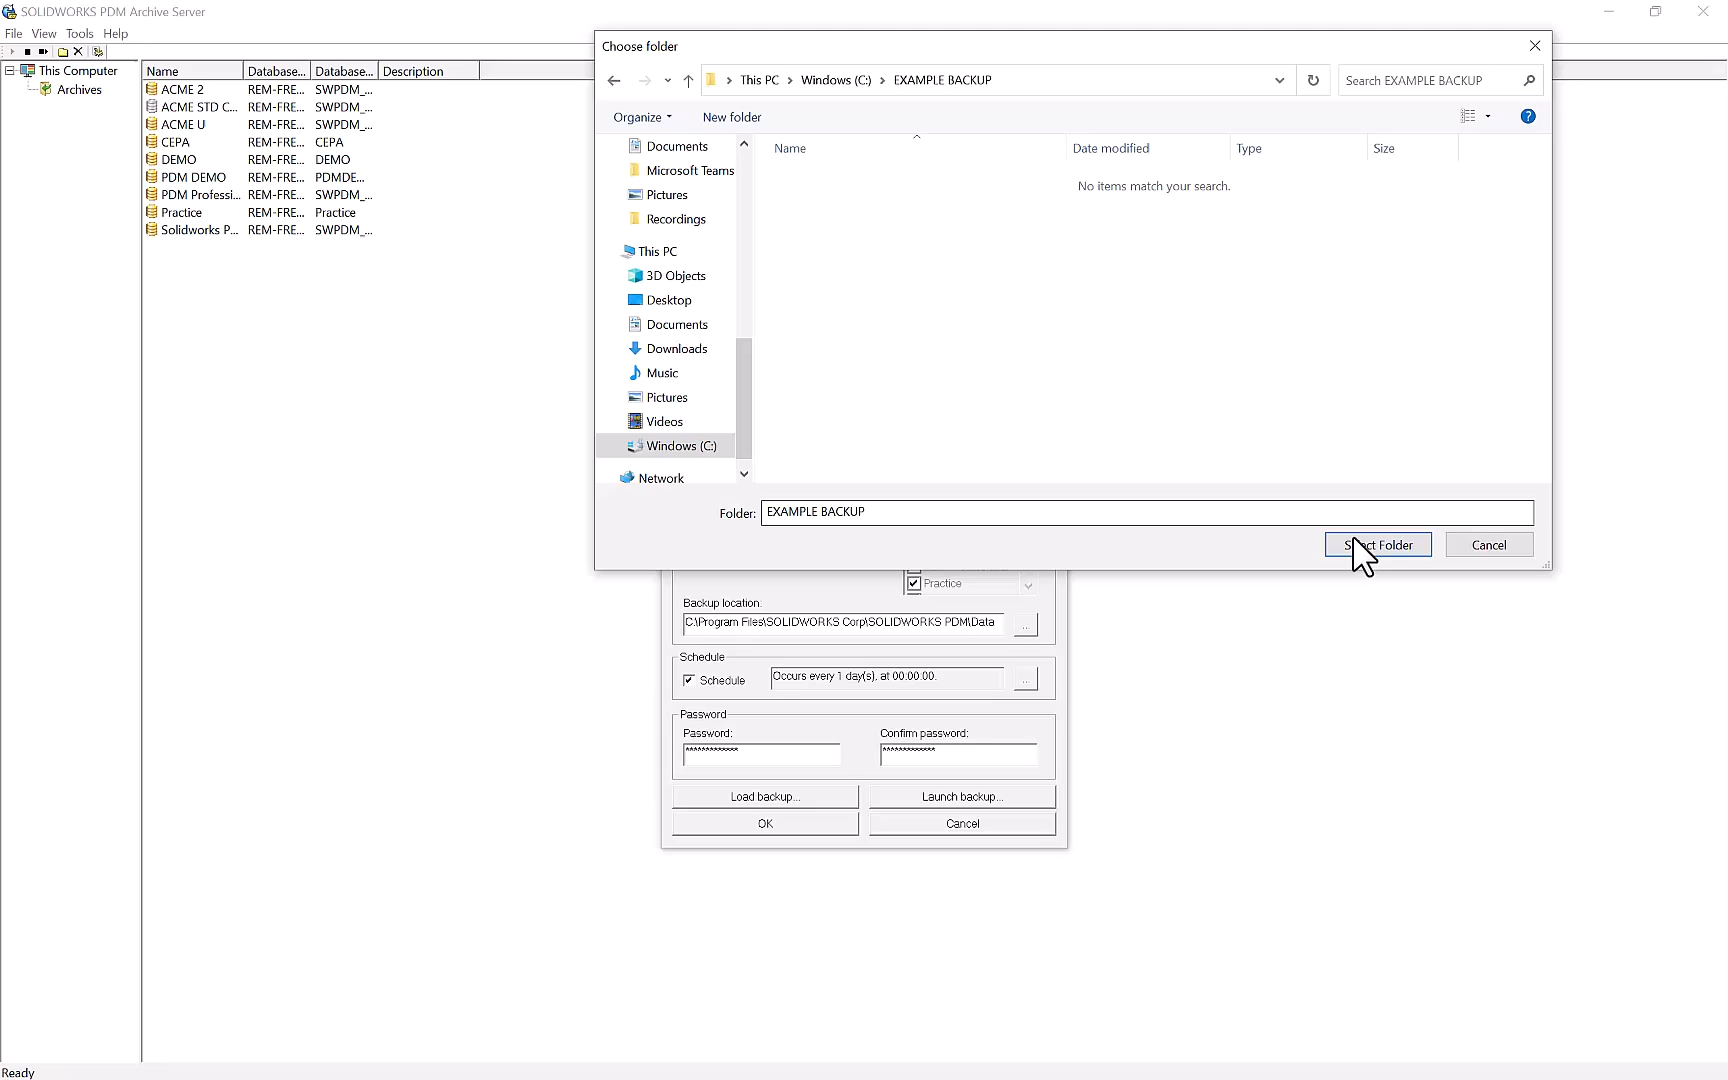 SOLIDWORKS PDM Archive Server
File View Tools Help
This Computer
Archives
Name Database... Database... Description
ACME 2 REM-FRE... SWPDM_...
ACME STD C... REM-FRE... SWPDM_...
ACME U REM-FRE... SWPDM_...
CEPA REM-FRE... CEPA
DEMO REM-FRE... DEMO
PDM DEMO REM-FRE... PDMDE...
PDM Professi... REM-FRE... SWPDM_...
Practice REM-FRE... Practice
Solidworks P... REM-FRE... SWPDM_...
Choose folder
This PC > Windows (C:) > EXAMPLE BACKUP
Search EXAMPLE BACKUP
Organize New folder
?
Documents
Microsoft Teams
Pictures
Recordings
This PC
3D Objects
Desktop
Documents
Downloads
Music
Pictures
Videos
Windows (C:)
Network
Name Date modified Type Size
No items match your search.
Folder: EXAMPLE BACKUP
Select Folder Cancel
Practice
Backup location:
C:\Program Files\SOLIDWORKS Corp\SOLIDWORKS PDM\Data
...
Schedule
Schedule Occurs every 1 day(s), at 00:00:00. ...
Password
Password: Confirm password:
************* *************
Load backup... Launch backup...
OK Cancel
Ready